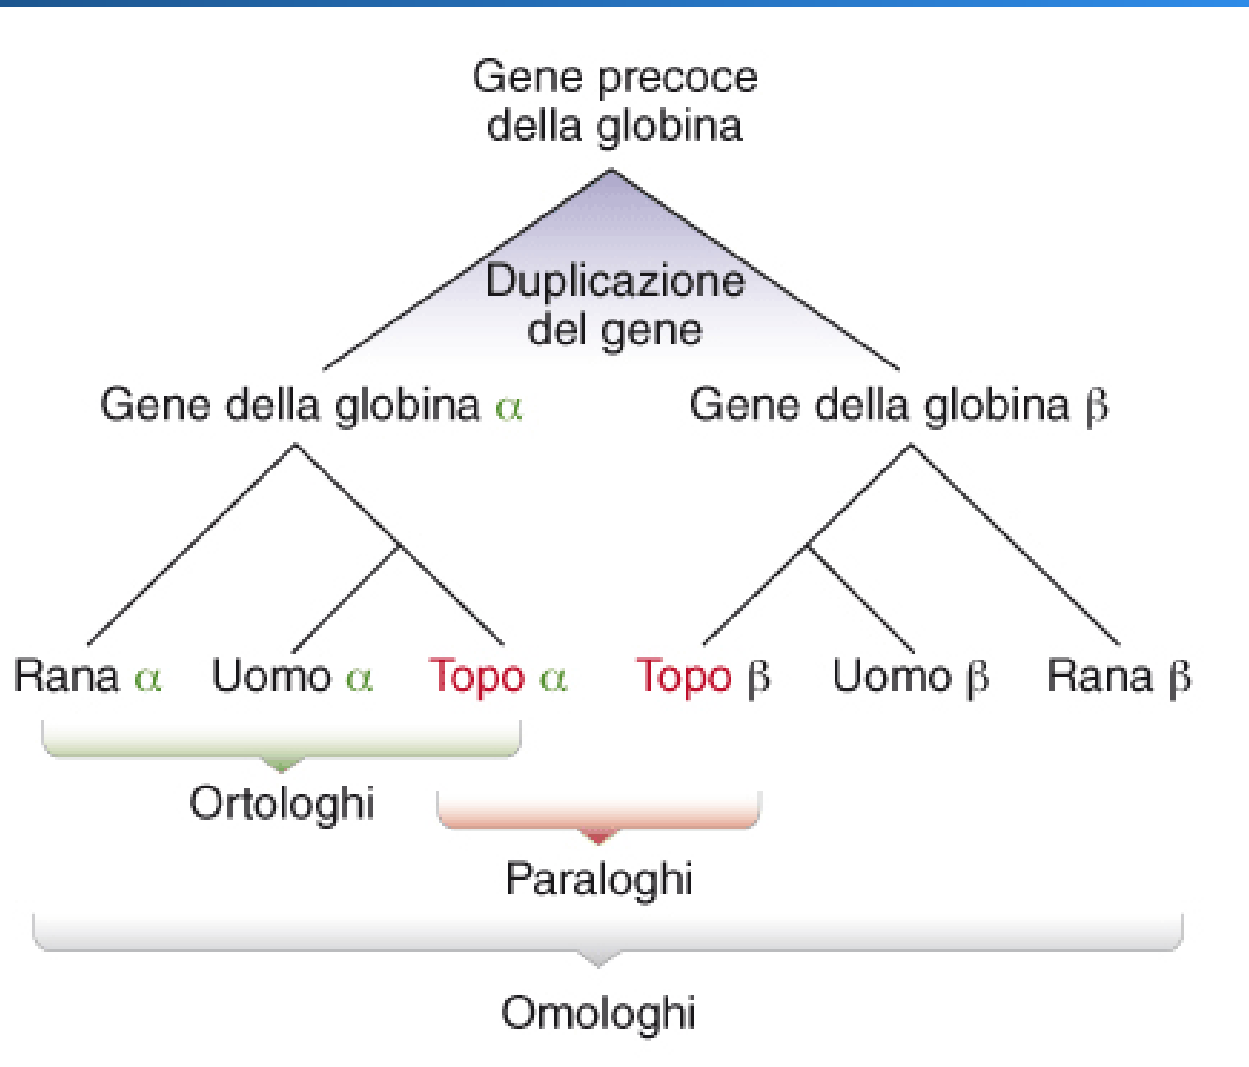 Gene precoce
della globina
Duplicazione
del gene
Gene della globina α
Gene della globina β
Rana α
Uomo α
Topo α
Topo β
Uomo β
Rana β
Ortologhi
Paraloghi
Omologhi